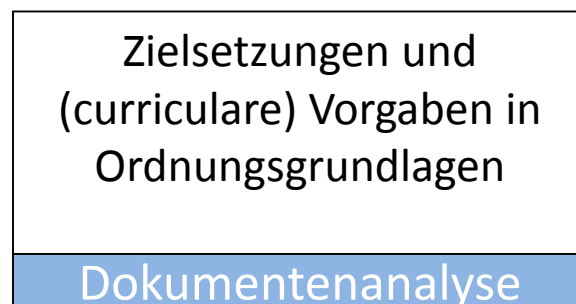 Zielsetzungen und
(curriculare) Vorgaben in
Ordnungsgrundlagen
Dokumentenanalyse